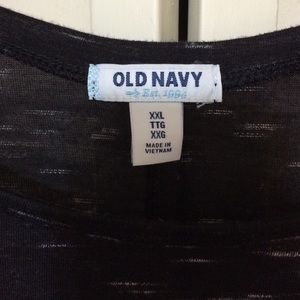 OLD NAVY
Est. 1994
XXL
TTG
XXG
MADE IN
VIETNAM